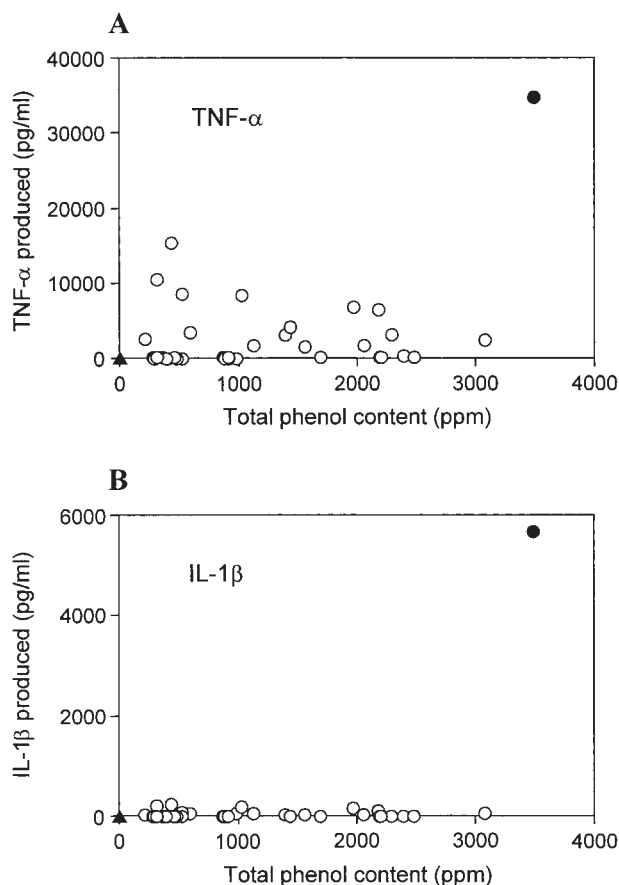 A
TNF-α produced (pg/ml)
40000
30000
20000
10000
0
TNF-α
0 1000 2000 3000 4000
Total phenol content (ppm)
B
IL-1β produced (pg/ml)
6000
4000
2000
0
IL-1β
0 1000 2000 3000 4000
Total phenol content (ppm)